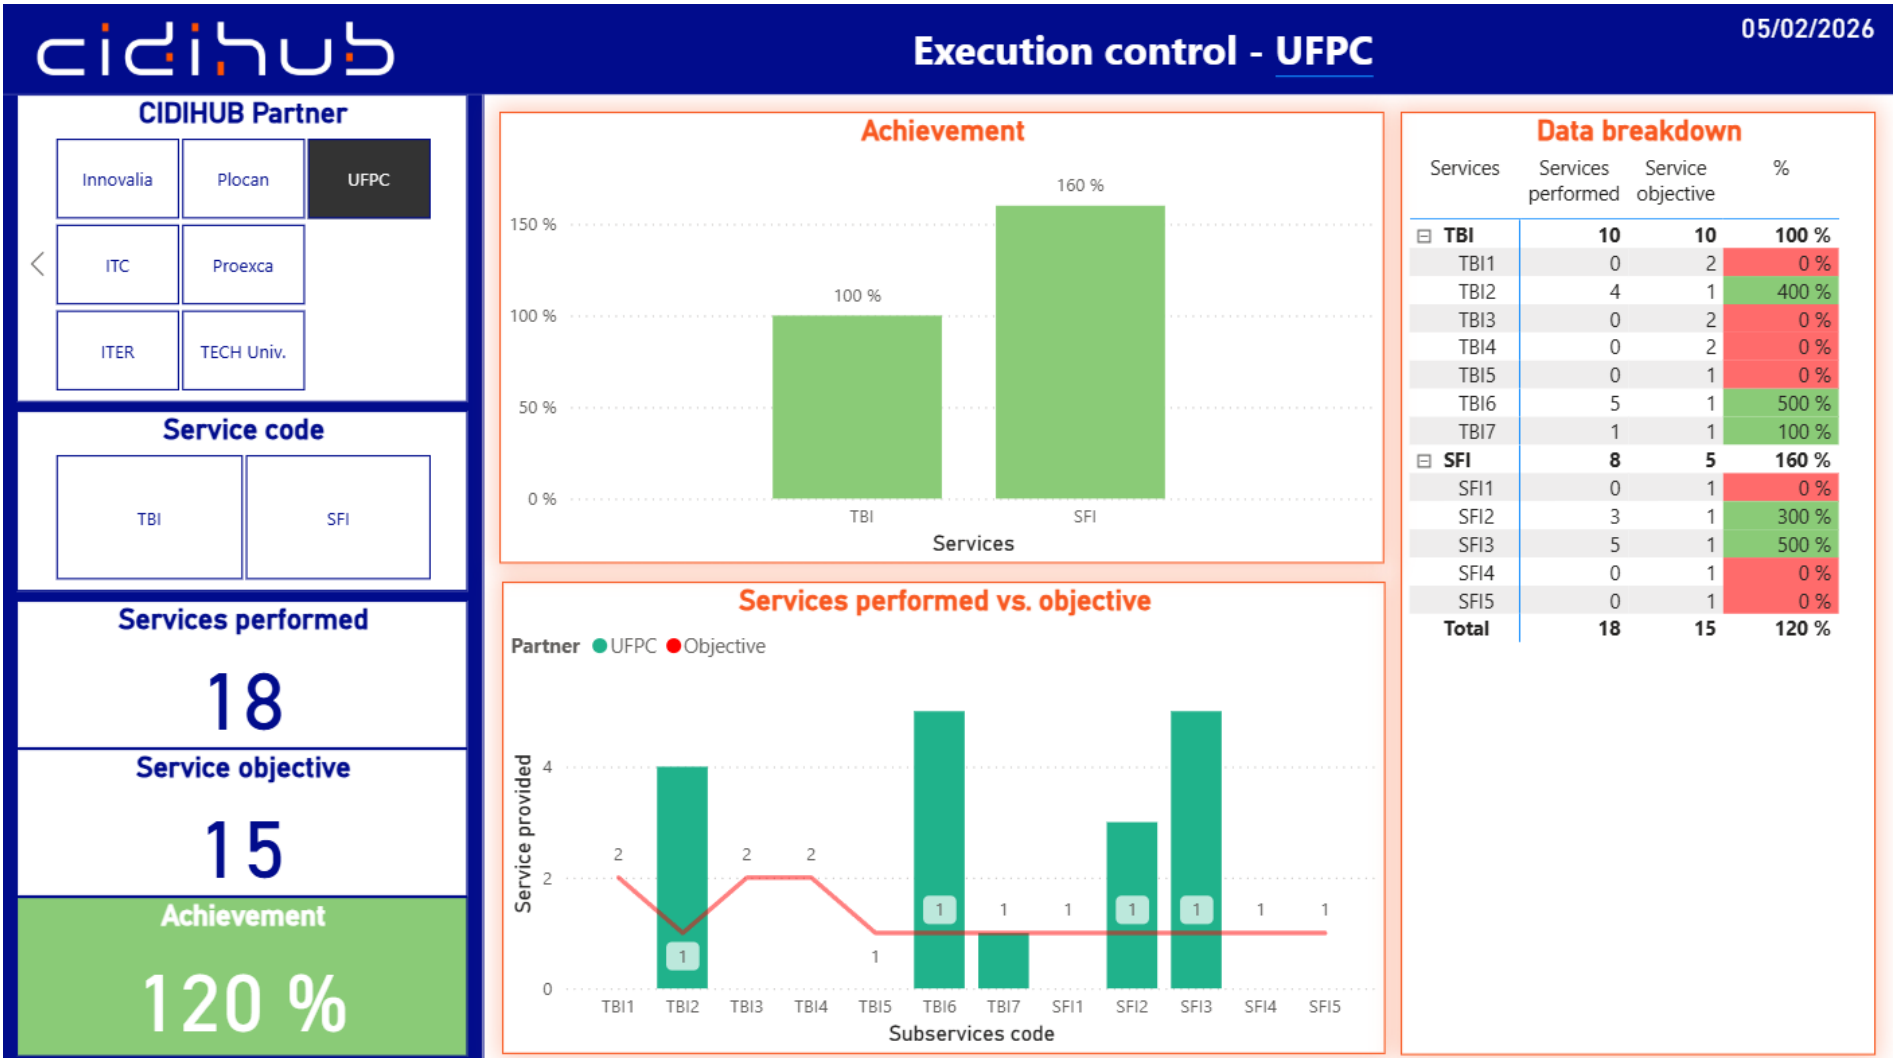 cidihub
Execution control - UFPC
05/02/2026
CIDIHUB Partner
Innovalia
Plocan
UFPC
ITC
Proexca
ITER
TECH Univ.
Service code
TBI
SFI
Services performed
18
Service objective
15
Achievement
120 %
Achievement
160 %
150 %
100 %
100 %
50 %
0 %
TBI
SFI
Services
Services performed vs. objective
Partner UFPC Objective
Service provided
4
2
0
2
1
2
2
1
1
1
1
1
1
1
1
TBI1 TBI2 TBI3 TBI4 TBI5 TBI6 TBI7 SFI1 SFI2 SFI3 SFI4 SFI5
Subservices code
Data breakdown
Services Services performed Service objective %
TBI 10 10 100 %
TBI1 0 2 0 %
TBI2 4 1 400 %
TBI3 0 2 0 %
TBI4 0 2 0 %
TBI5 0 1 0 %
TBI6 5 1 500 %
TBI7 1 1 100 %
SFI 8 5 160 %
SFI1 0 1 0 %
SFI2 3 1 300 %
SFI3 5 1 500 %
SFI4 0 1 0 %
SFI5 0 1 0 %
Total 18 15 120 %